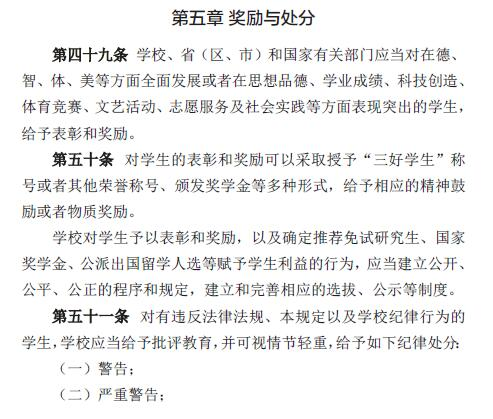 第五章 奖励与处分
第四十九条 学校、省（区、市）和国家有关部门应当对在德、
智、体、美等方面全面发展或者在思想品德、学业成绩、科技创造、
体育竞赛、文艺活动、志愿服务及社会实践等方面表现突出的学生，
给予表彰和奖励。
第五十条 对学生的表彰和奖励可以采取授予“三好学生”称
号或者其他荣誉称号、颁发奖学金等多种形式，给予相应的精神鼓
励或者物质奖励。
学校对学生予以表彰和奖励，以及确定推荐免试研究生、国家
奖学金、公派出国留学人选等赋予学生利益的行为，应当建立公开、
公平、公正的程序和规定，建立和完善相应的选拔、公示等制度。
第五十一条 对有违反法律法规、本规定以及学校纪律行为的
学生，学校应当给予批评教育，并可视情节轻重，给予如下纪律处分：
（一）警告；
（二）严重警告；